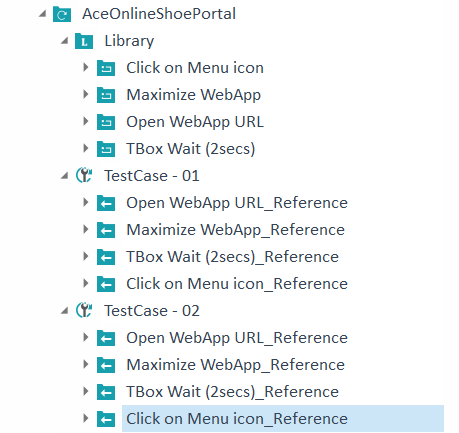 AceOnlineShoePortal
Library
Click on Menu icon
Maximize WebApp
Open WebApp URL
TBox Wait (2secs)
TestCase - 01
Open WebApp URL_Reference
Maximize WebApp_Reference
TBox Wait (2secs)_Reference
Click on Menu icon_Reference
TestCase - 02
Open WebApp URL_Reference
Maximize WebApp_Reference
TBox Wait (2secs)_Reference
Click on Menu icon_Reference